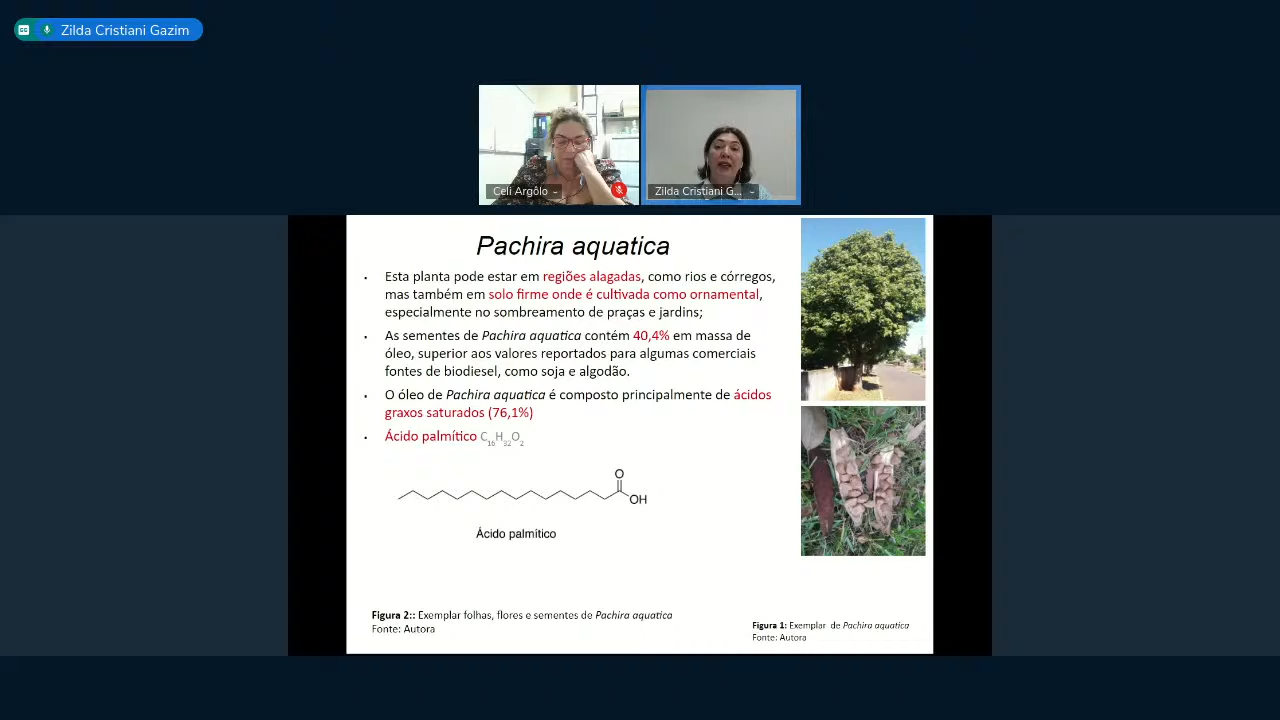 Zilda Cristiani Gazim
Celi Argôlo
Zilda Cristiani G...
Pachira aquatica
• Esta planta pode estar em regiões alagadas, como rios e córregos,
mas também em solo firme onde é cultivada como ornamental,
especialmente no sombreamento de praças e jardins;
• As sementes de Pachira aquatica contém 40,4% em massa de
óleo, superior aos valores reportados para algumas comerciais
fontes de biodiesel, como soja e algodão.
• O óleo de Pachira aquatica é composto principalmente de ácidos
graxos saturados (76,1%)
• Ácido palmítico C16H32O2
O
OH
Ácido palmítico
Figura 2:: Exemplar folhas, flores e sementes de Pachira aquatica
Fonte: Autora
Figura 1: Exemplar de Pachira aquatica
Fonte: Autora